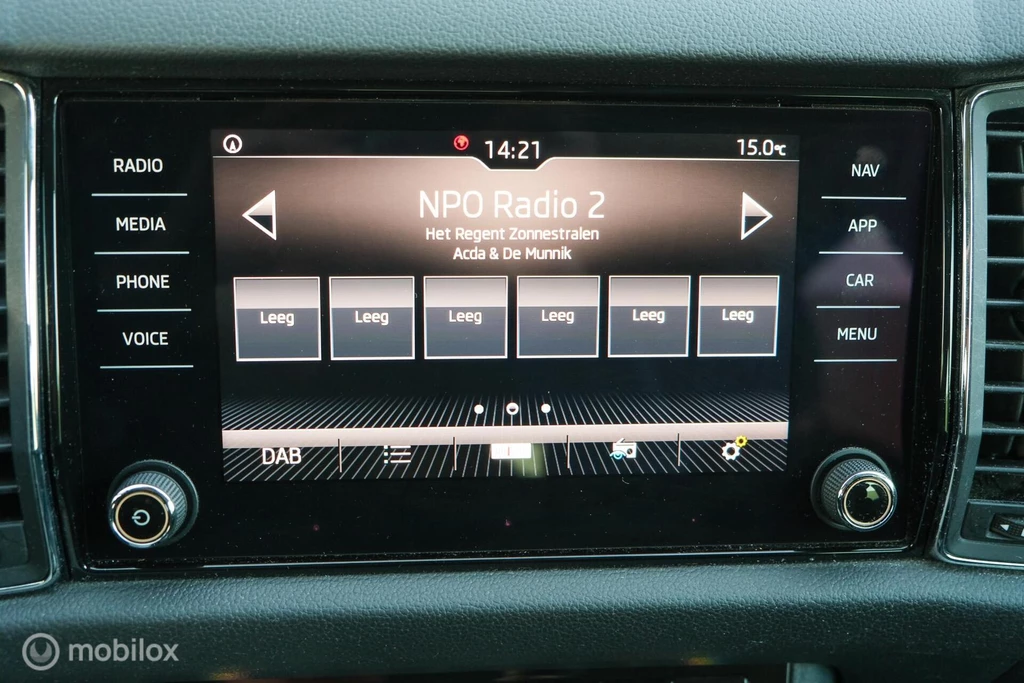 14:21
15.0°C
RADIO
MEDIA
PHONE
VOICE
NPO Radio 2
Het Regent Zonnestralen
Acda & De Munnik
Leeg Leeg Leeg Leeg Leeg Leeg
DAB
NAV
APP
CAR
MENU
mobilox